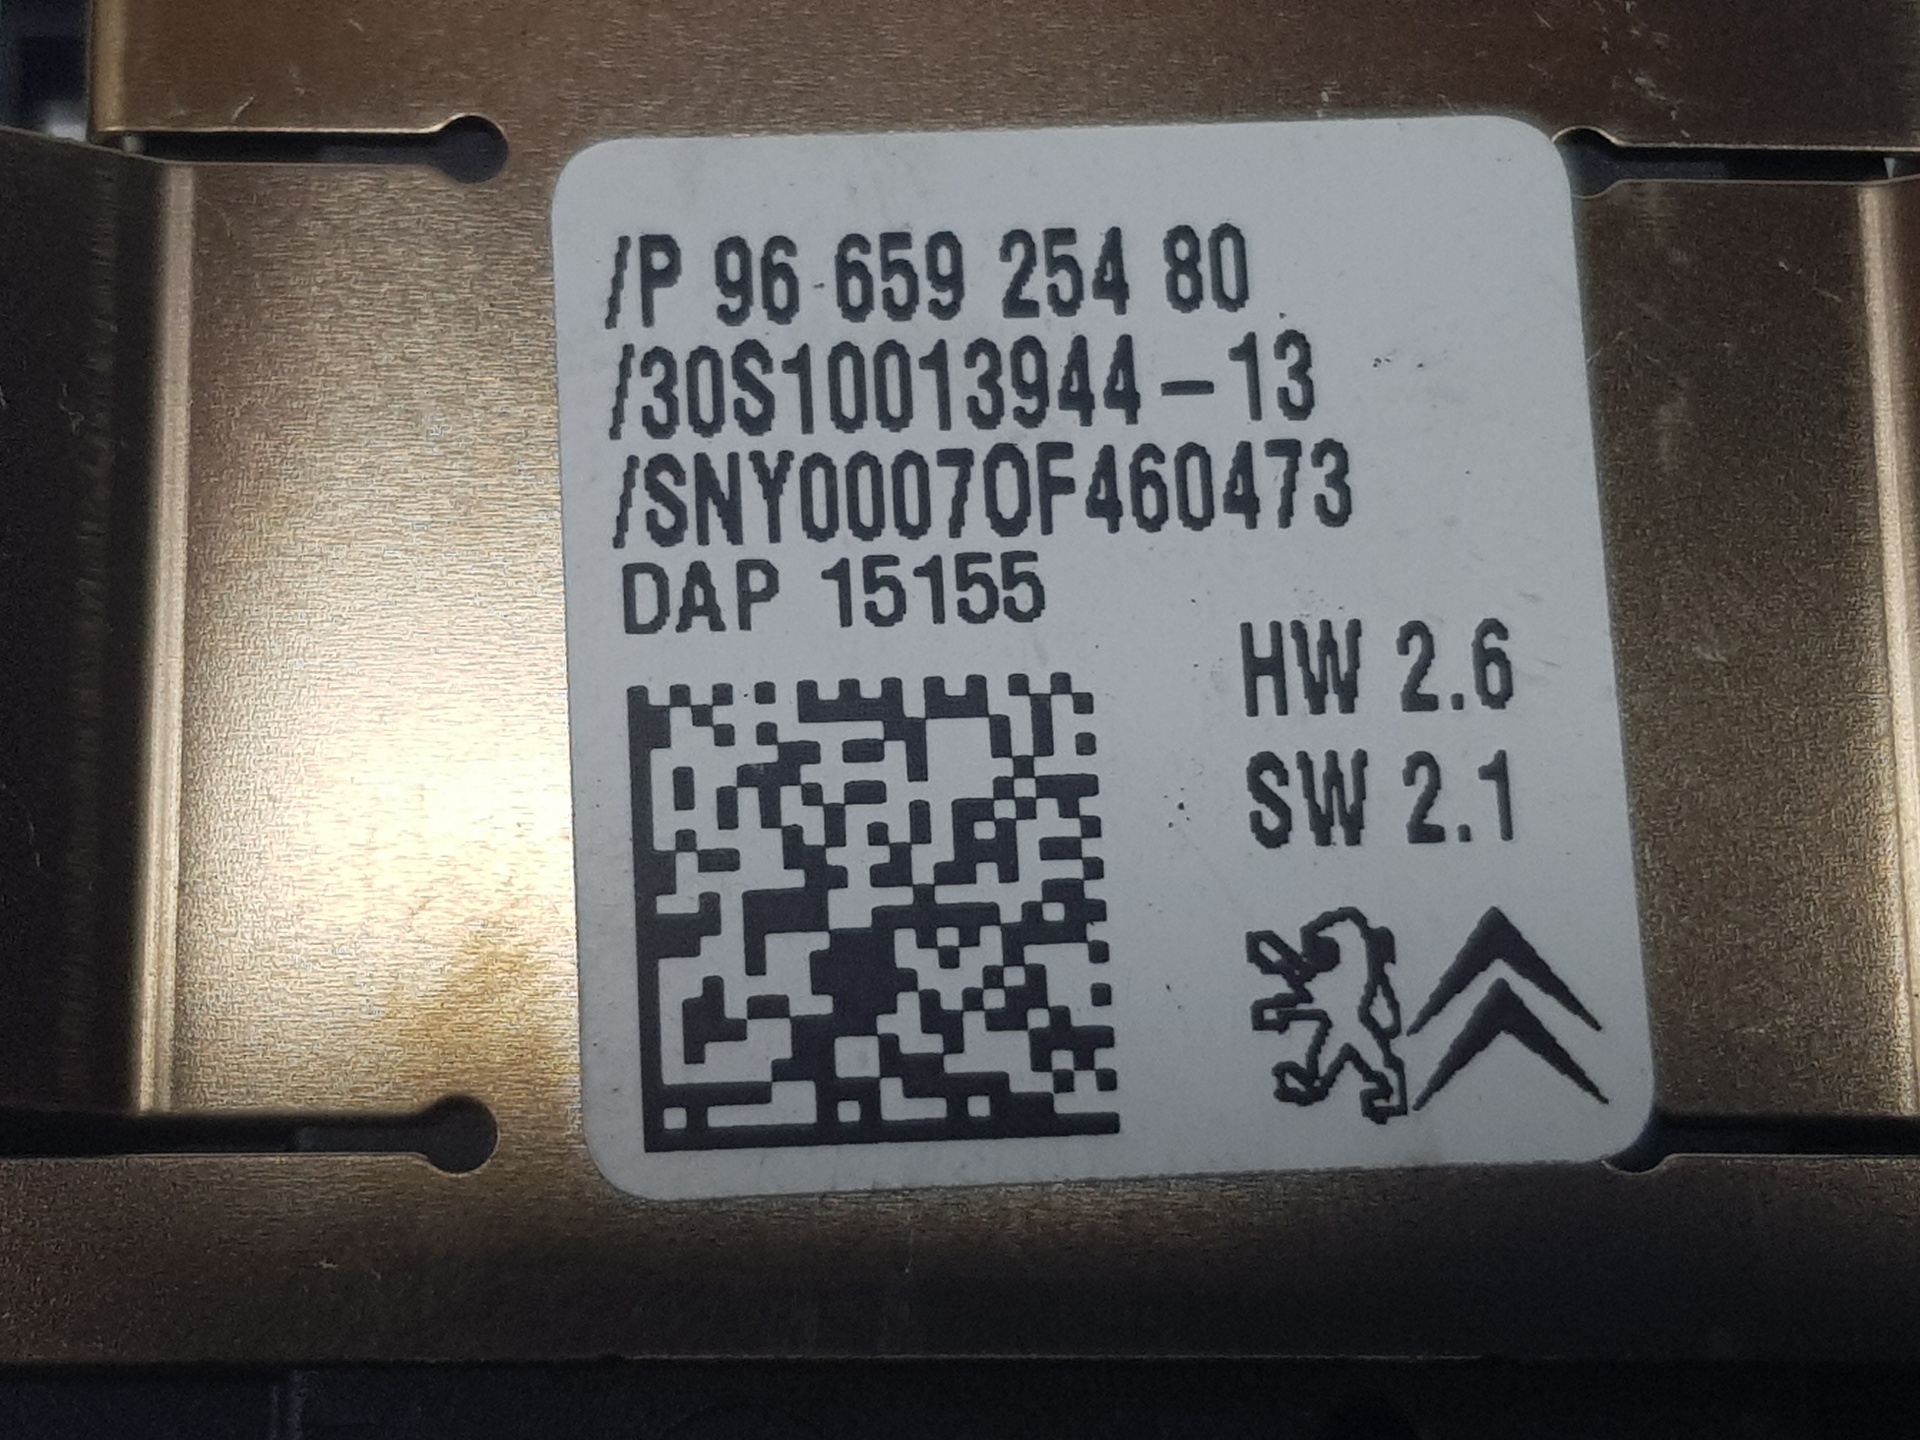 /P 96 659 254 80
/30S10013944-13
/SNY00070F460473
DAP 15155
HW 2.6
SW 2.1